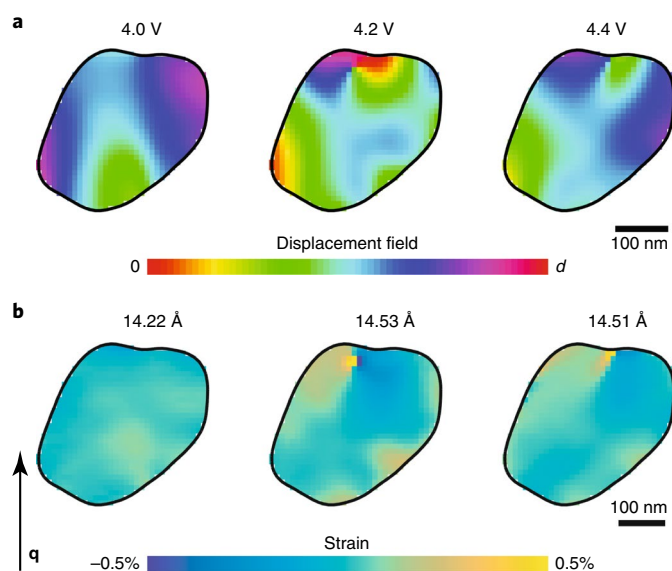 a
4.0 V 4.2 V 4.4 V
100 nm
Displacement field
0 d
b
14.22 Å 14.53 Å 14.51 Å
100 nm
q
Strain
–0.5% 0.5%